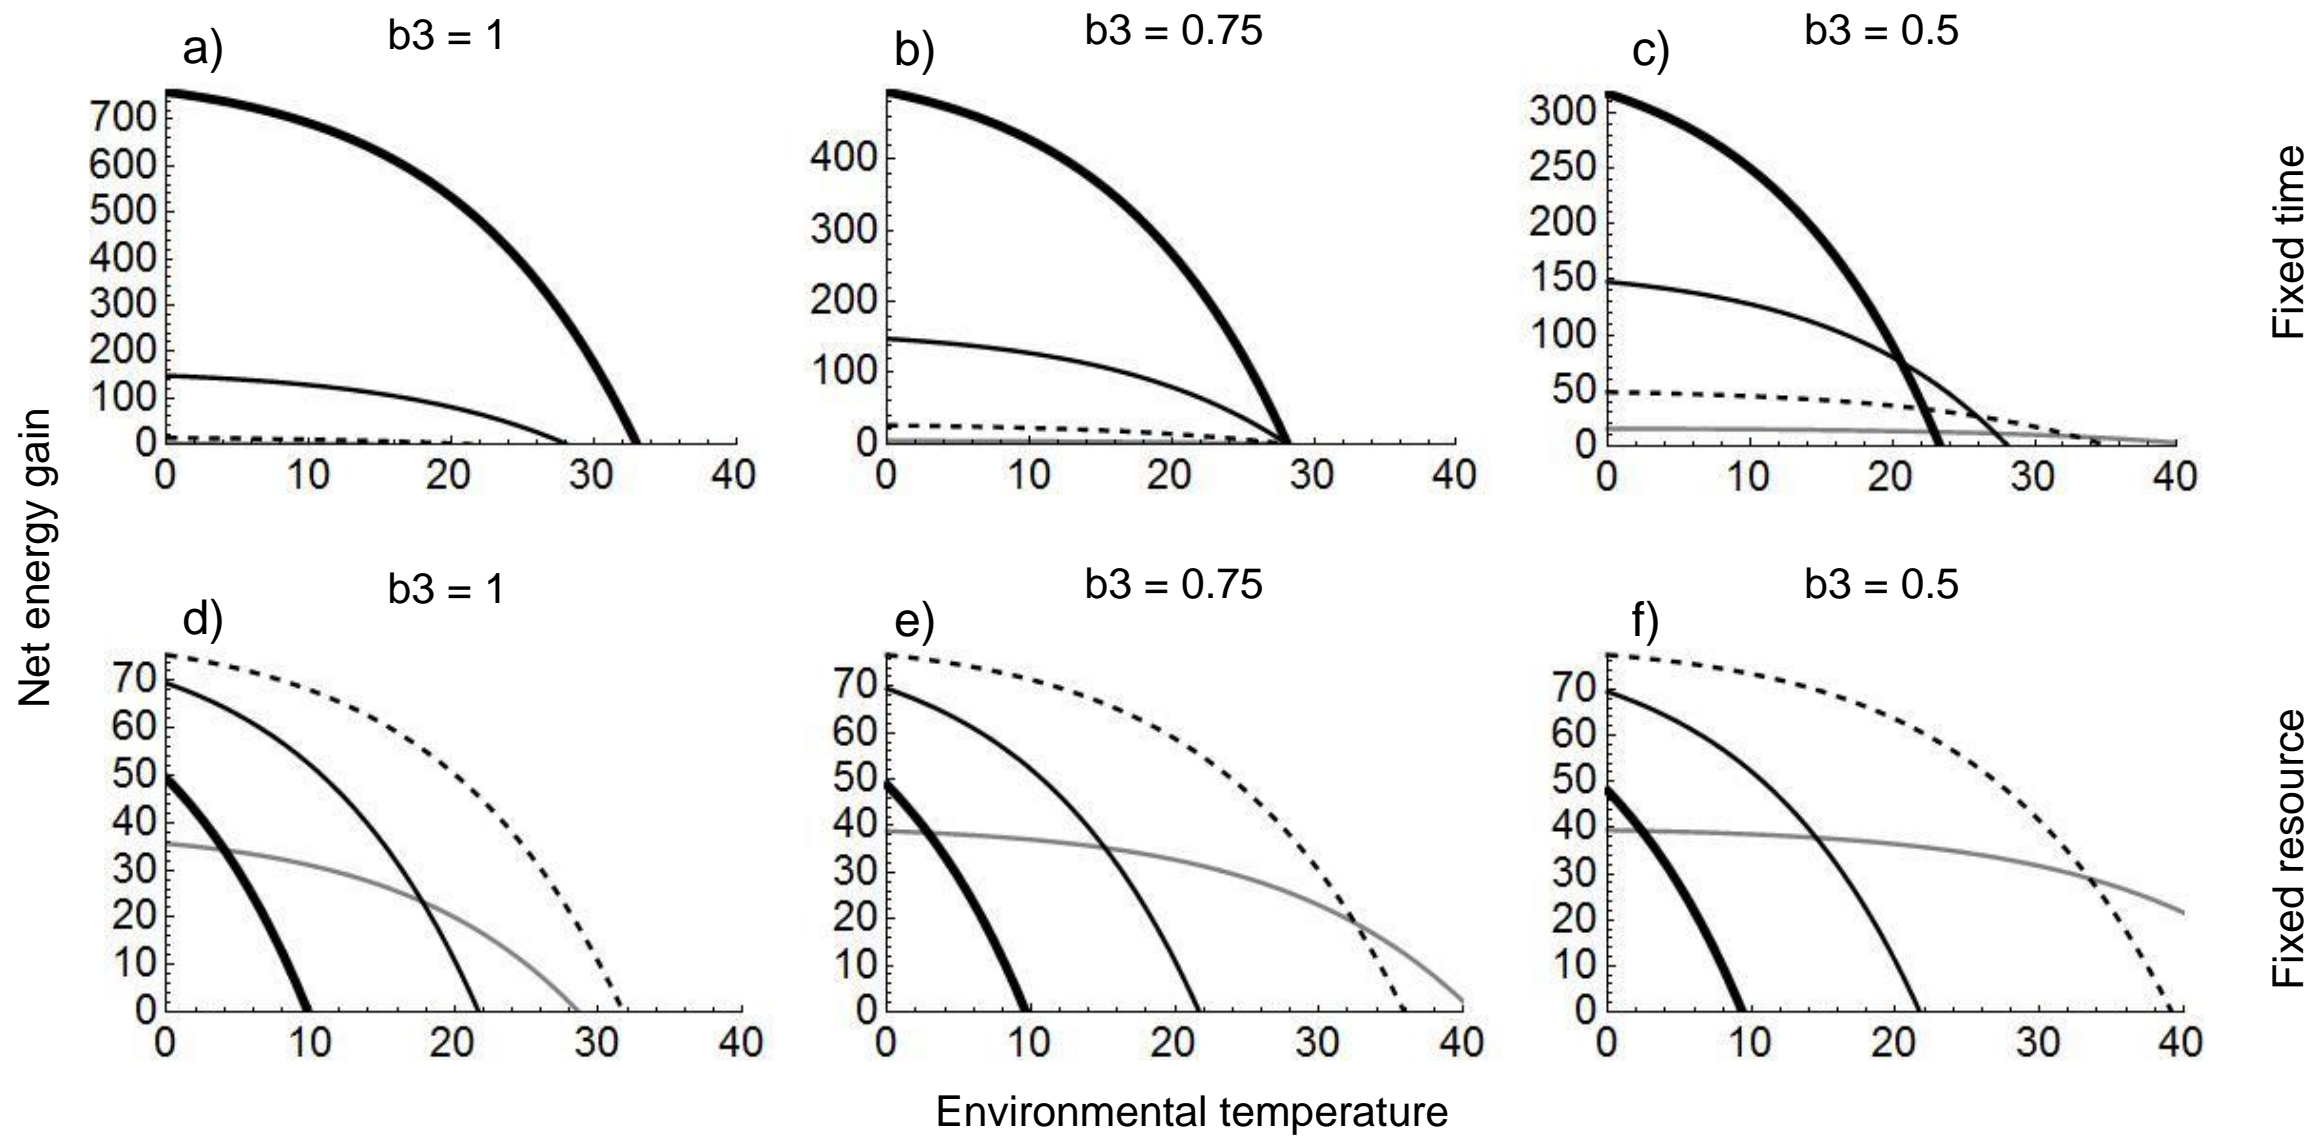 a)
b3 = 1
b)
b3 = 0.75
c)
b3 = 0.5
700
600
500
400
300
200
100
0
0 10 20 30 40
400
300
200
100
0
0 10 20 30 40
300
250
200
150
100
50
0
0 10 20 30 40
Fixed time
Net energy gain
d)
b3 = 1
e)
b3 = 0.75
f)
b3 = 0.5
70
60
50
40
30
20
10
0
0 10 20 30 40
70
60
50
40
30
20
10
0
0 10 20 30 40
70
60
50
40
30
20
10
0
0 10 20 30 40
Fixed resource
Environmental temperature